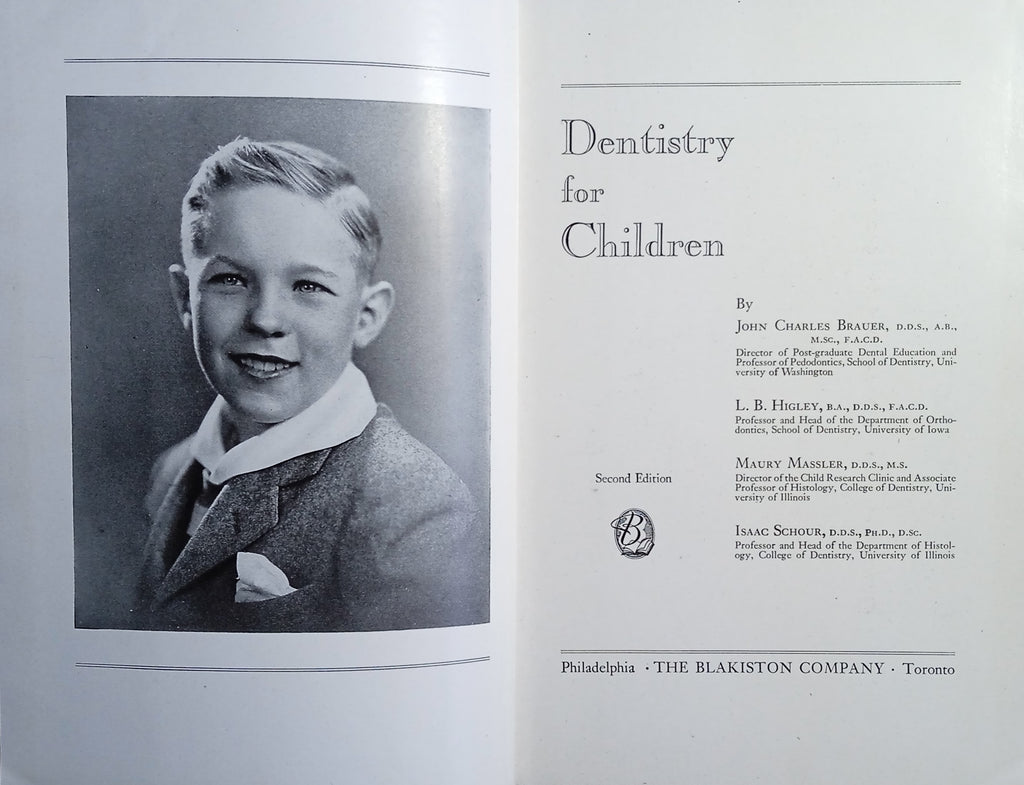 Dentistry
for
Children
By
John Charles Brauer, D.D.S., A.B.,
M.SC., F.A.C.D.
Director of Post-graduate Dental Education and
Professor of Pedodontics, School of Dentistry, Uni-
versity of Washington
L. B. Higley, B.A., D.D.S., F.A.C.D.
Professor and Head of the Department of Ortho-
dontics, School of Dentistry, University of Iowa
Maury Massler, D.D.S., M.S.
Director of the Child Research Clinic and Associate
Professor of Histology, College of Dentistry, Uni-
versity of Illinois
Second Edition
B
Isaac Schour, D.D.S., PH.D., D.SC.
Professor and Head of the Department of Histol-
ogy, College of Dentistry, University of Illinois
Philadelphia · THE BLAKISTON COMPANY · Toronto